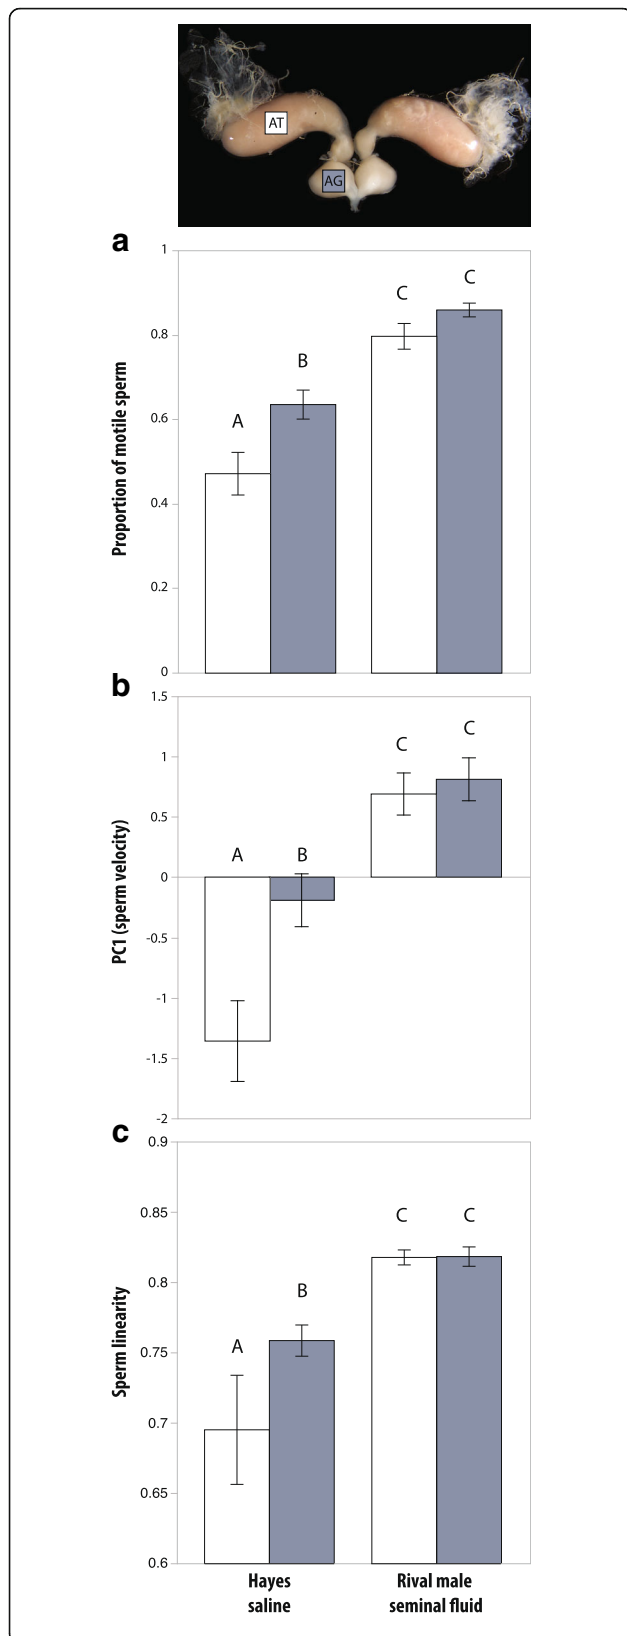 AT
AG
a
1
0.8
0.6
0.4
0.2
0
Proportion of motile sperm
A
B
C
C
b
1.5
1
0.5
0
-0.5
-1
-1.5
-2
PC1 (sperm velocity)
A
B
C
C
c
0.9
0.85
0.8
0.75
0.7
0.65
0.6
Sperm linearity
A
B
C
C
Hayes
saline
Rival male
seminal fluid